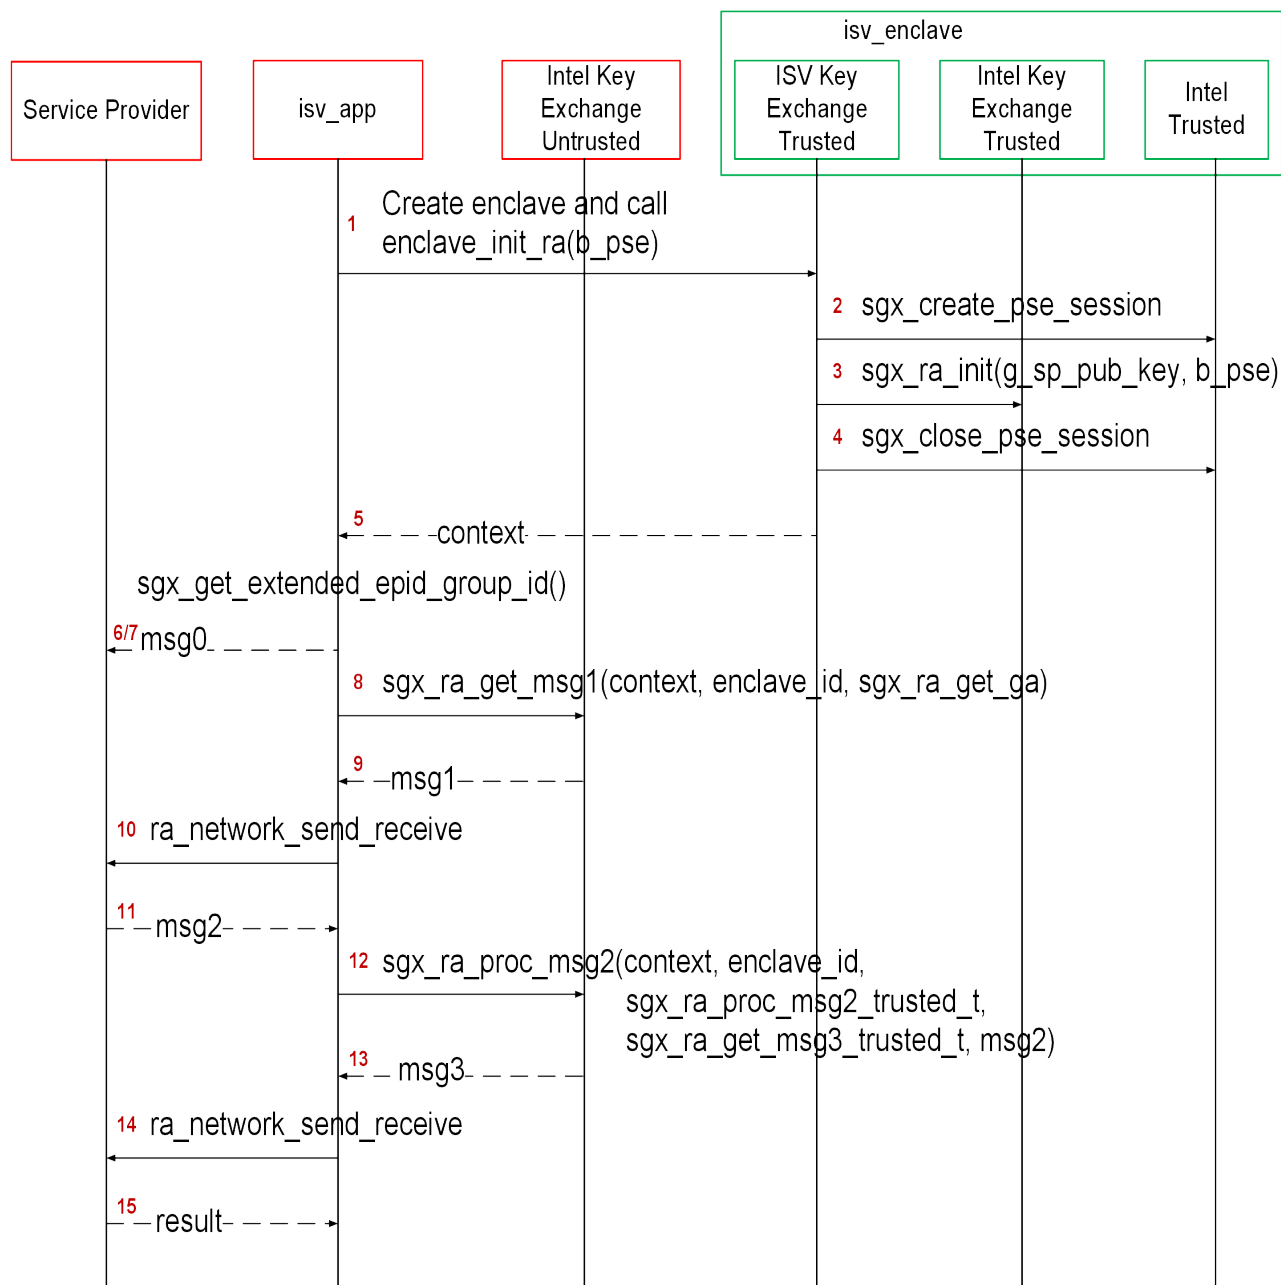 isv_enclave
Service Provider
isv_app
Intel Key
Exchange
Untrusted
ISV Key
Exchange
Trusted
Intel Key
Exchange
Trusted
Intel
Trusted
1 Create enclave and call
enclave_init_ra(b_pse)
2 sgx_create_pse_session
3 sgx_ra_init(g_sp_pub_key, b_pse)
4 sgx_close_pse_session
5 context
sgx_get_extended_epid_group_id()
6/7 msg0
8 sgx_ra_get_msg1(context, enclave_id, sgx_ra_get_ga)
9 msg1
10 ra_network_send_receive
11 msg2
12 sgx_ra_proc_msg2(context, enclave_id,
sgx_ra_proc_msg2_trusted_t,
sgx_ra_get_msg3_trusted_t, msg2)
13 msg3
14 ra_network_send_receive
15 result